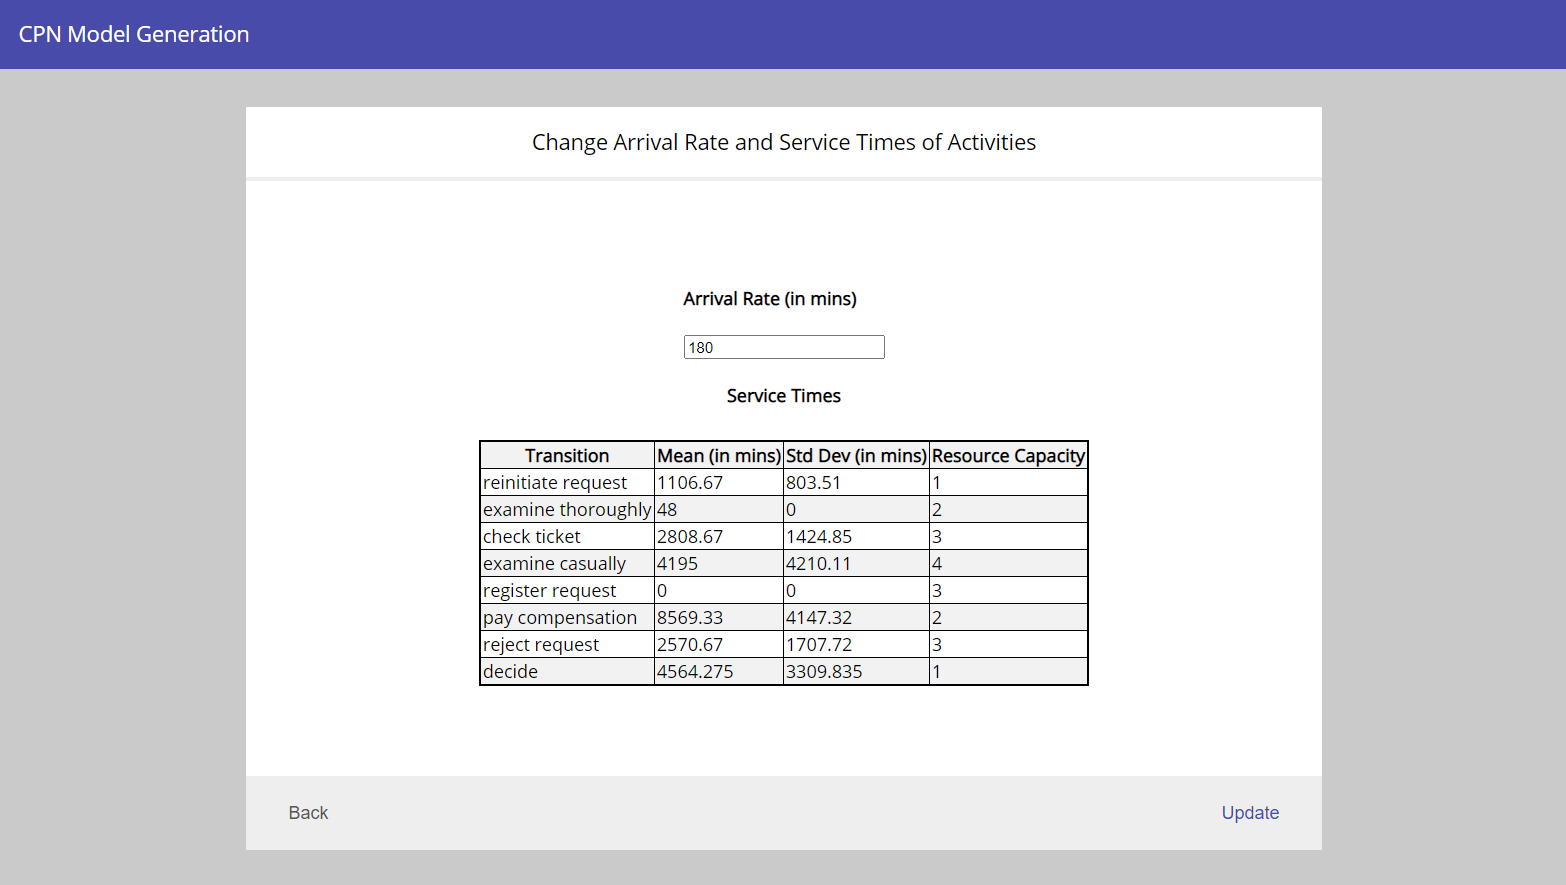 CPN Model Generation
Change Arrival Rate and Service Times of Activities
Arrival Rate (in mins)
180
Service Times
Transition Mean (in mins) Std Dev (in mins) Resource Capacity
reinitiate request 1106.67 803.51 1
examine thoroughly 48 0 2
check ticket 2808.67 1424.85 3
examine casually 4195 4210.11 4
register request 0 0 3
pay compensation 8569.33 4147.32 2
reject request 2570.67 1707.72 3
decide 4564.275 3309.835 1
Back Update